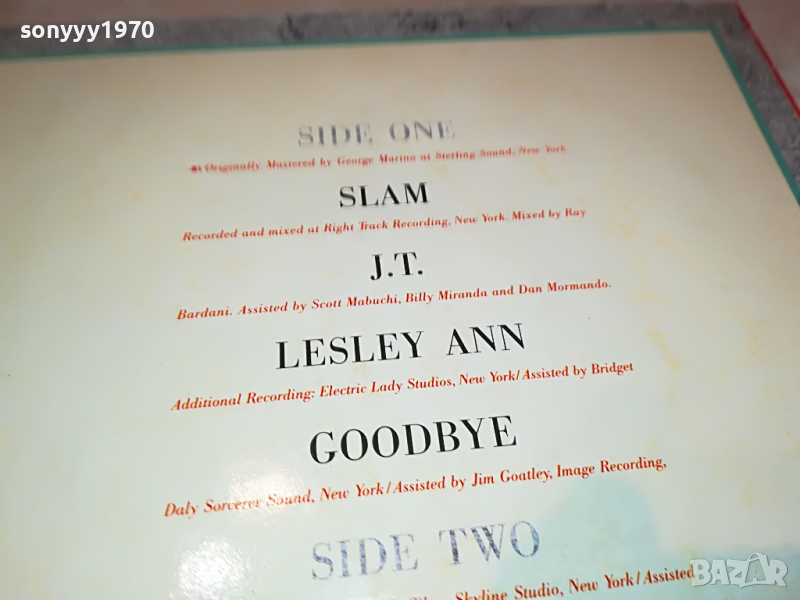 sonyyy1970
SIDE ONE
Originally Mastered by George Marino at Sterling Sound, New York.
SLAM
Recorded and mixed at Right Track Recording, New York. Mixed by Ray
J.T.
Bardani. Assisted by Scott Mabuchi, Billy Miranda and Dan Mormando.
LESLEY ANN
Additional Recording: Electric Lady Studios, New York/Assisted by Bridget
GOODBYE
Daly Sorcerer Sound, New York/Assisted by Jim Goatley, Image Recording,
SIDE TWO
Skyline Studio, New York/Assisted
BAZAR